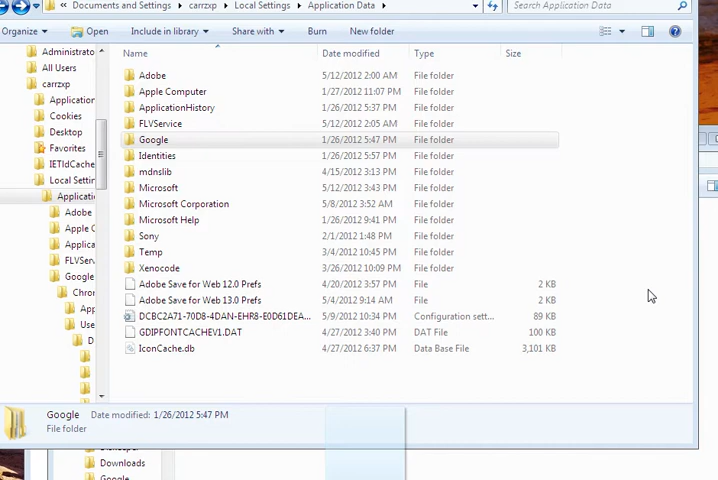 « Documents and Settings ▸ carrzxp ▸ Local Settings ▸ Application Data ▸
Search Application Data
Organize
Open
Include in library
Share with
Burn
New folder
Name Date modified Type Size
Administrato
All Users
carrzxp
Application
Cookies
Desktop
Favorites
IETldCache
Local Settin
Applicatio
Adobe
Apple C
Applica
FLVServ
Google
Chron
App
Use
D
Adobe 5/12/2012 2:00 AM File folder
Apple Computer 1/27/2012 11:07 PM File folder
ApplicationHistory 1/26/2012 5:37 PM File folder
FLVService 5/12/2012 2:05 AM File folder
Google 1/26/2012 5:47 PM File folder
Identities 1/26/2012 5:57 PM File folder
mdnslib 4/15/2012 3:13 PM File folder
Microsoft 5/12/2012 3:43 PM File folder
Microsoft Corporation 5/8/2012 3:52 AM File folder
Microsoft Help 1/26/2012 9:41 PM File folder
Sony 2/1/2012 1:48 PM File folder
Temp 3/4/2012 10:45 PM File folder
Xenocode 3/26/2012 10:09 PM File folder
Adobe Save for Web 12.0 Prefs 4/20/2012 3:57 PM File 2 KB
Adobe Save for Web 13.0 Prefs 5/4/2012 9:14 AM File 2 KB
DCBC2A71-70D8-4DAN-EHR8-E0D61DEA... 5/9/2012 10:34 PM Configuration sett... 89 KB
GDIPFONTCACHEV1.DAT 4/27/2012 3:40 PM DAT File 100 KB
IconCache.db 4/27/2012 6:37 PM Data Base File 3,101 KB
Google Date modified: 1/26/2012 5:47 PM
File folder
Downloads
Google